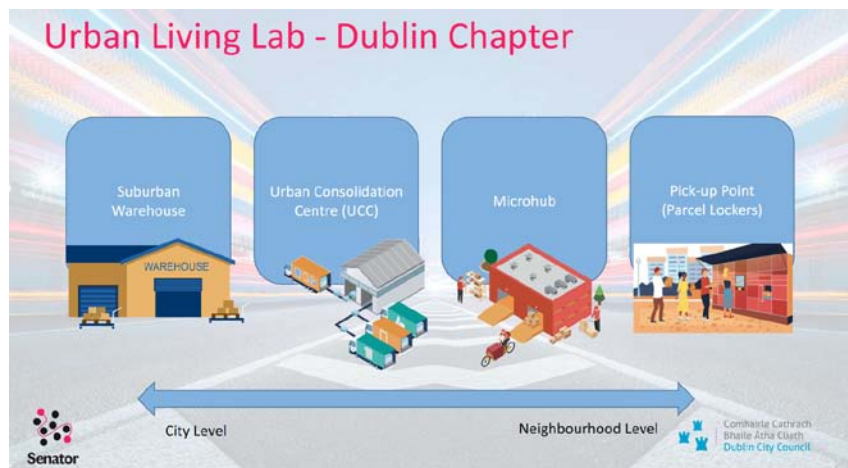 Urban Living Lab - Dublin Chapter
Suburban
Warehouse
Urban Consolidation
Centre (UCC)
Microhub
Pick-up Point
(Parcel Lockers)
WAREHOUSE
City Level
Neighbourhood Level
Senator
Comhairle Cathrach
Bhaile Átha Cliath
Dublin City Council